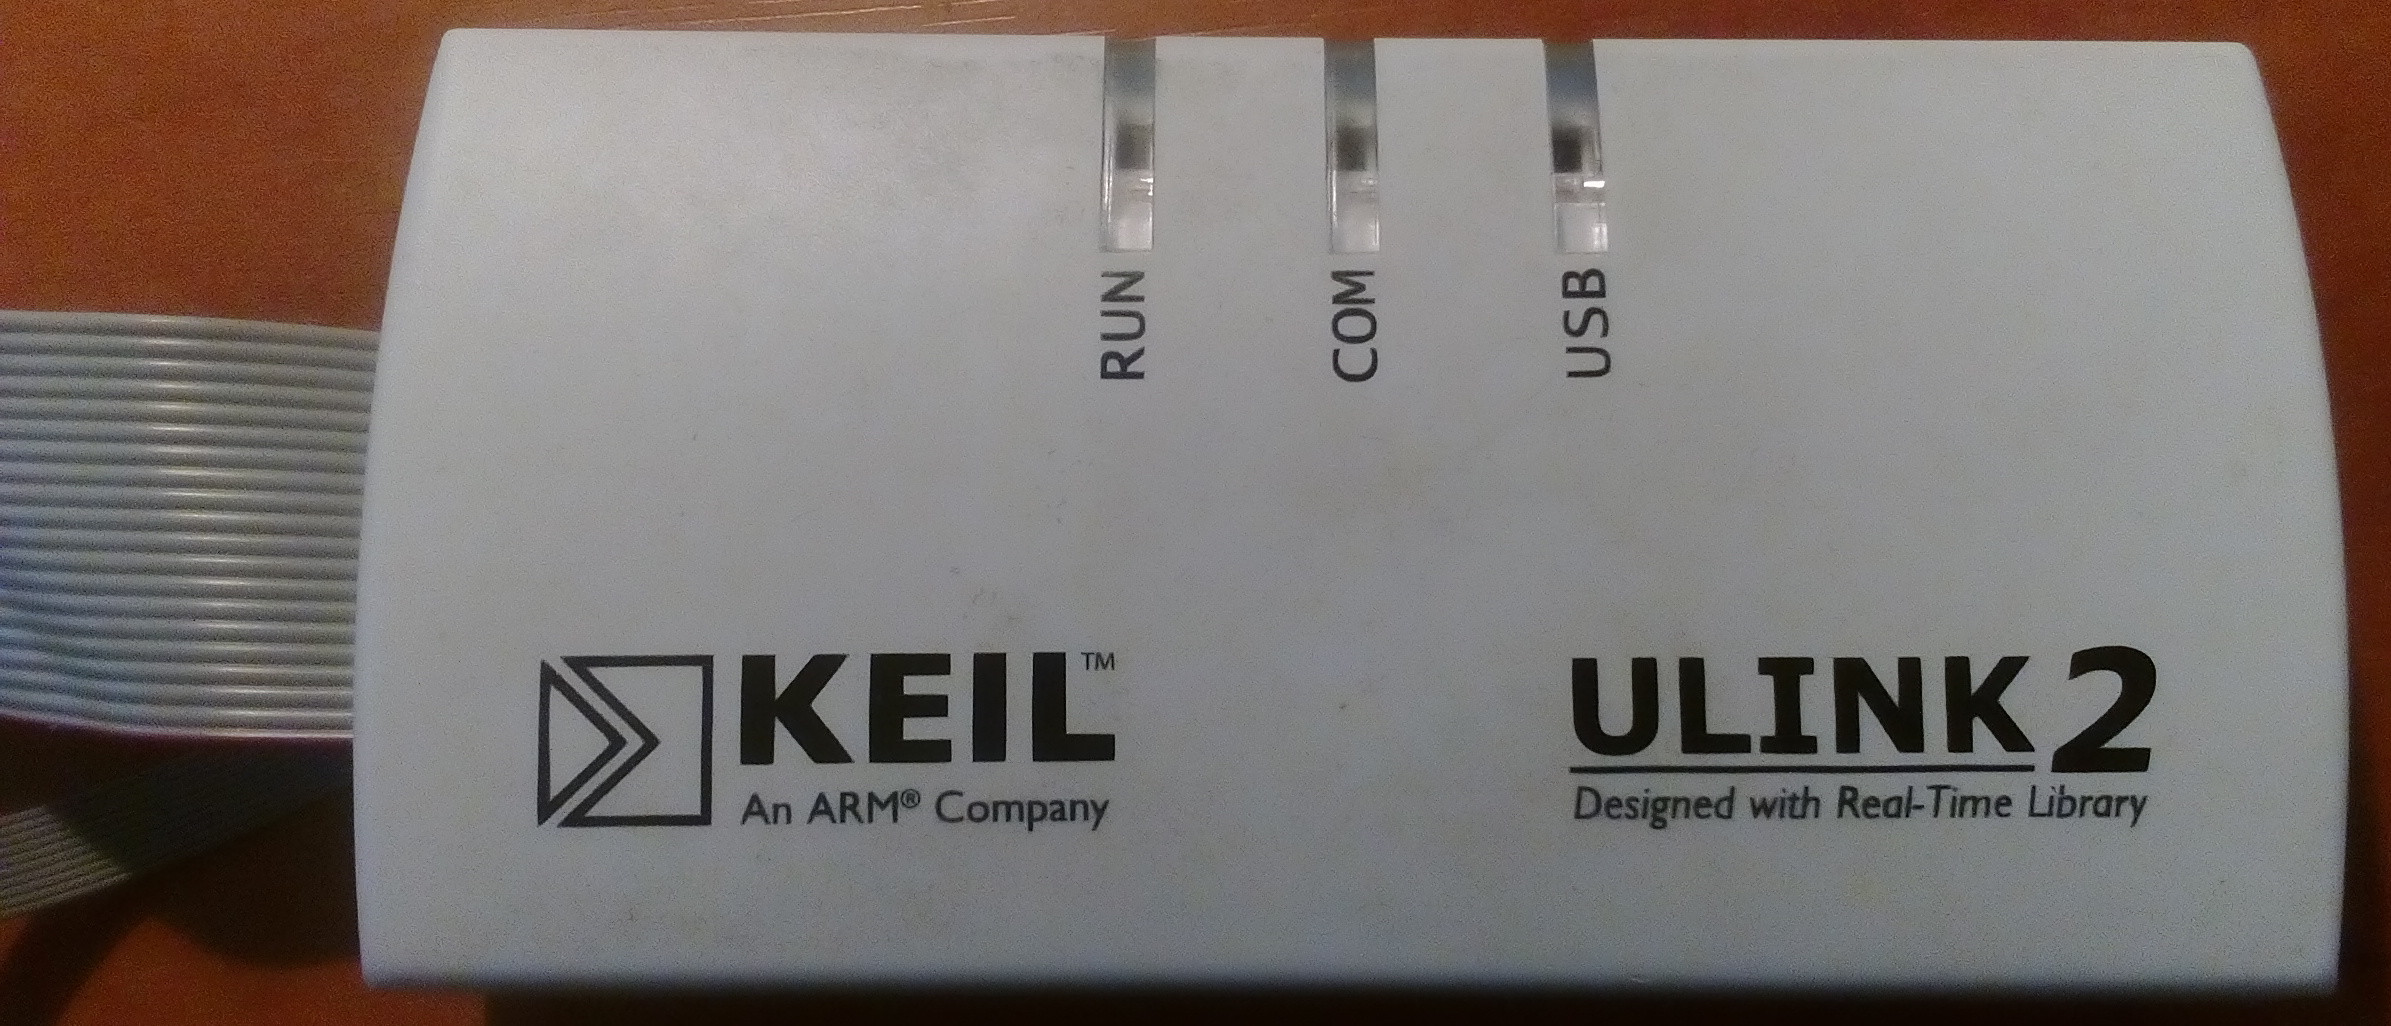 RUN
COM
USB
KEIL™
An ARM® Company
ULINK2
Designed with Real-Time Library